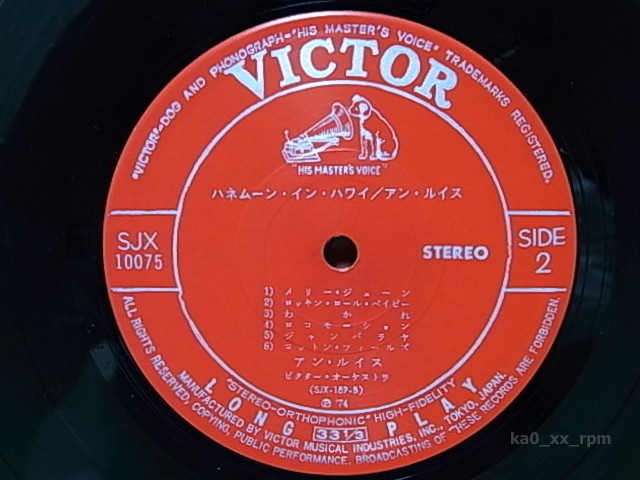 "VICTOR"-DOG AND PHONOGRAPH-"HIS MASTER'S VOICE" TRADEMARKS REGISTERED.
VICTOR
"HIS MASTER'S VOICE"
ハネムーン・イン・ハワイ／アン・ルイス
SJX
10075
STEREO
SIDE
2
1) メリー・ジェーン
2) ロッキン・ロール・ベイビー
3) わかれ
4) ロコモーション
5) ジャンバラヤ
6) コットン・フィールズ
アン・ルイス
ビクター・オーケストラ
(SJX-189-B)
Ⓟ'74
"STEREO-ORTHOPHONIC" HIGH-FIDELITY
LONG 33 1/3 PLAY
MANUFACTURED BY VICTOR MUSICAL INDUSTRIES, INC., TOKYO, JAPAN.
ALL RIGHTS RESERVED, COPYING, PUBLIC PERFORMANCE, BROADCASTING OF THESE RECORDS ARE FORBIDDEN.
ka0_xx_rpm